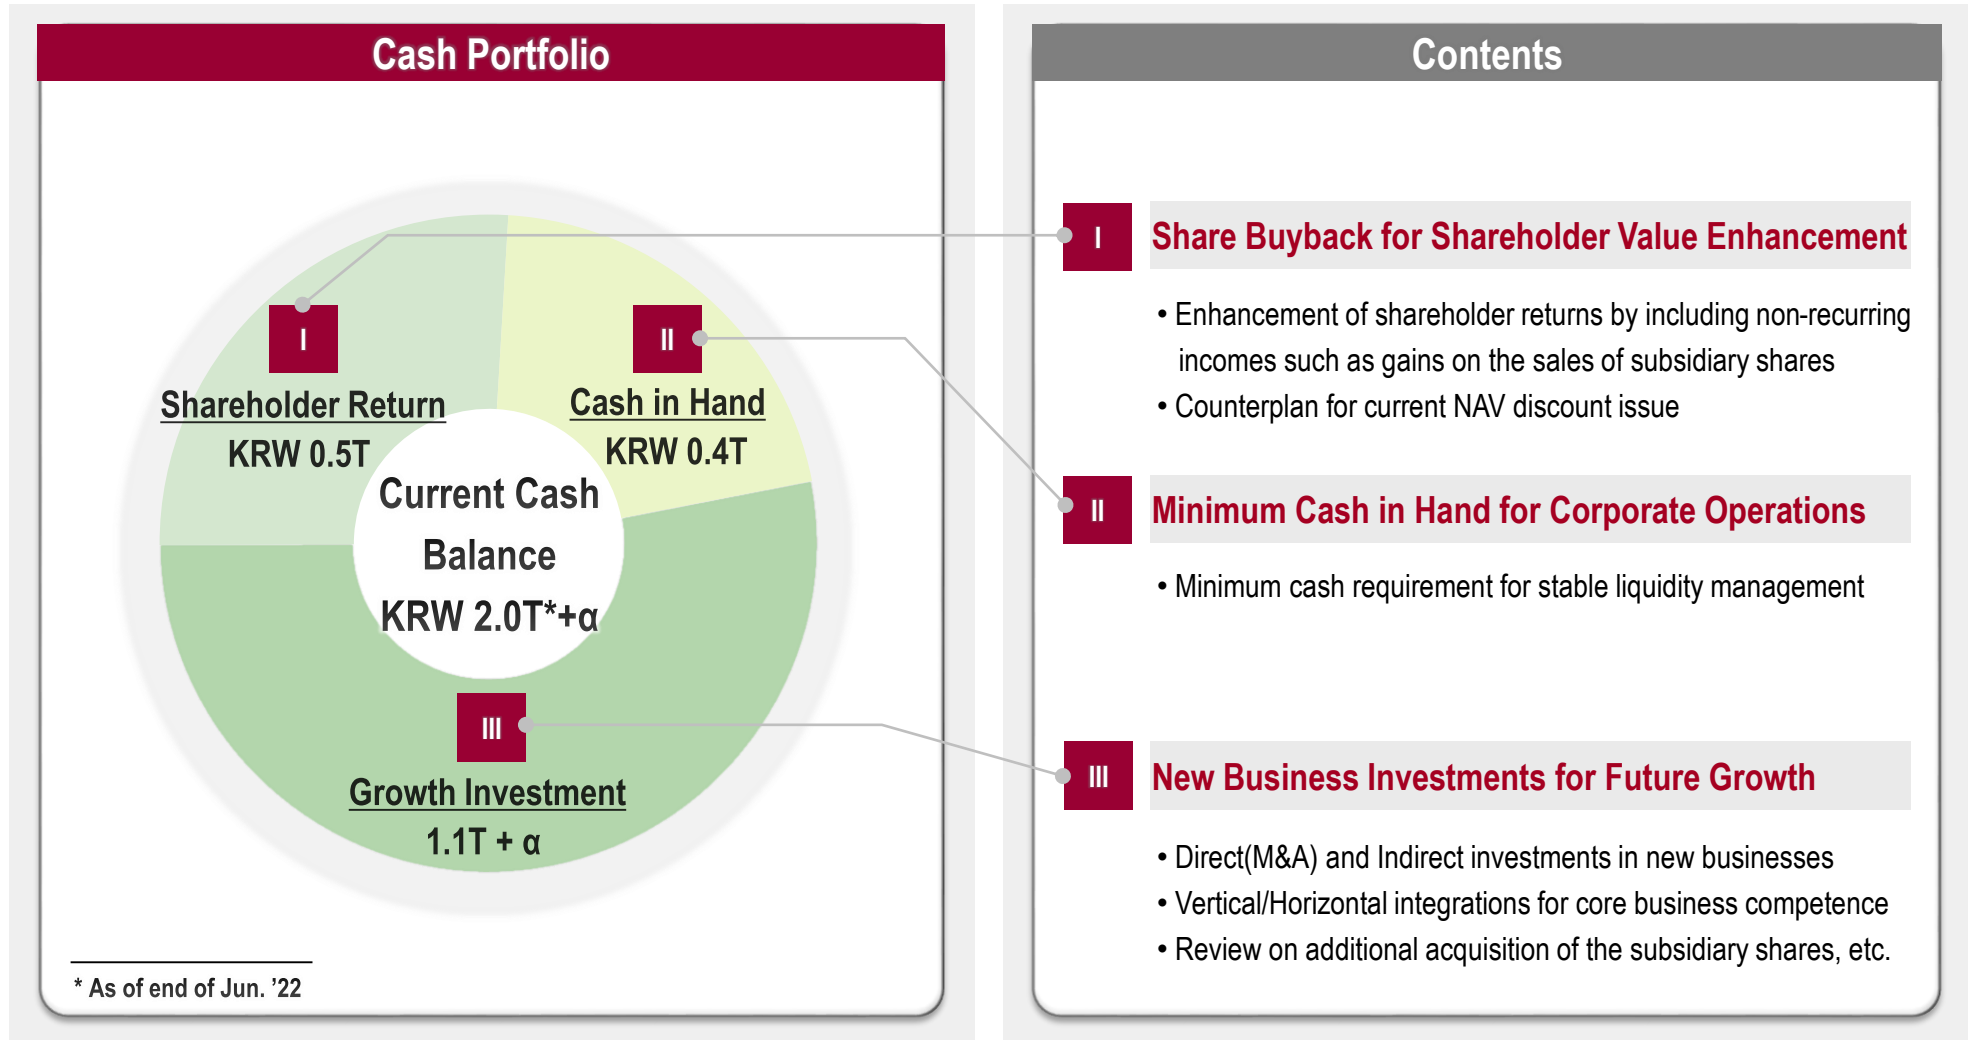 Cash Portfolio
I
Shareholder Return
KRW 0.5T
II
Cash in Hand
KRW 0.4T
Current Cash
Balance
KRW 2.0T*+α
III
Growth Investment
1.1T + α
* As of end of Jun. ’22
Contents
I
Share Buyback for Shareholder Value Enhancement
• Enhancement of shareholder returns by including non-recurring
incomes such as gains on the sales of subsidiary shares
• Counterplan for current NAV discount issue
II
Minimum Cash in Hand for Corporate Operations
• Minimum cash requirement for stable liquidity management
III
New Business Investments for Future Growth
• Direct(M&A) and Indirect investments in new businesses
• Vertical/Horizontal integrations for core business competence
• Review on additional acquisition of the subsidiary shares, etc.